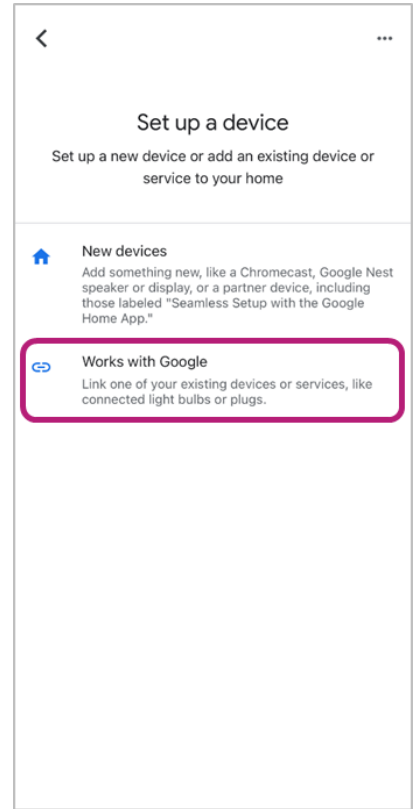 Set up a device
Set up a new device or add an existing device or
service to your home
New devices
Add something new, like a Chromecast, Google Nest
speaker or display, or a partner device, including
those labeled "Seamless Setup with the Google
Home App."
Works with Google
Link one of your existing devices or services, like
connected light bulbs or plugs.